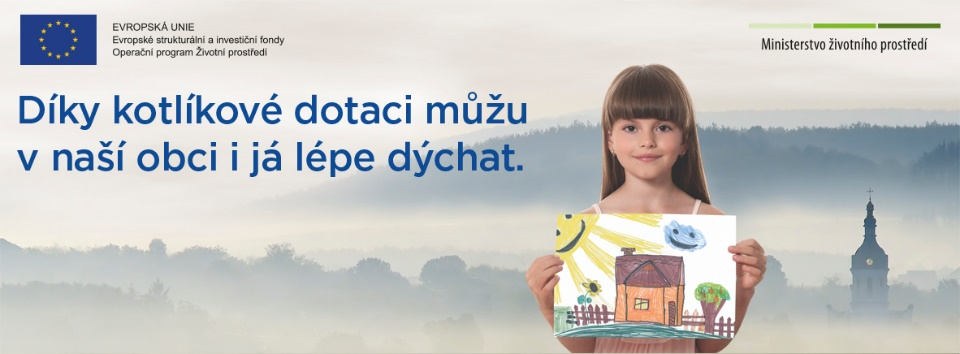 EVROPSKÁ UNIE
Evropské strukturální a investiční fondy
Operační program Životní prostředí
Ministerstvo životního prostředí
Díky kotlíkové dotaci můžu
v naší obci i já lépe dýchat.